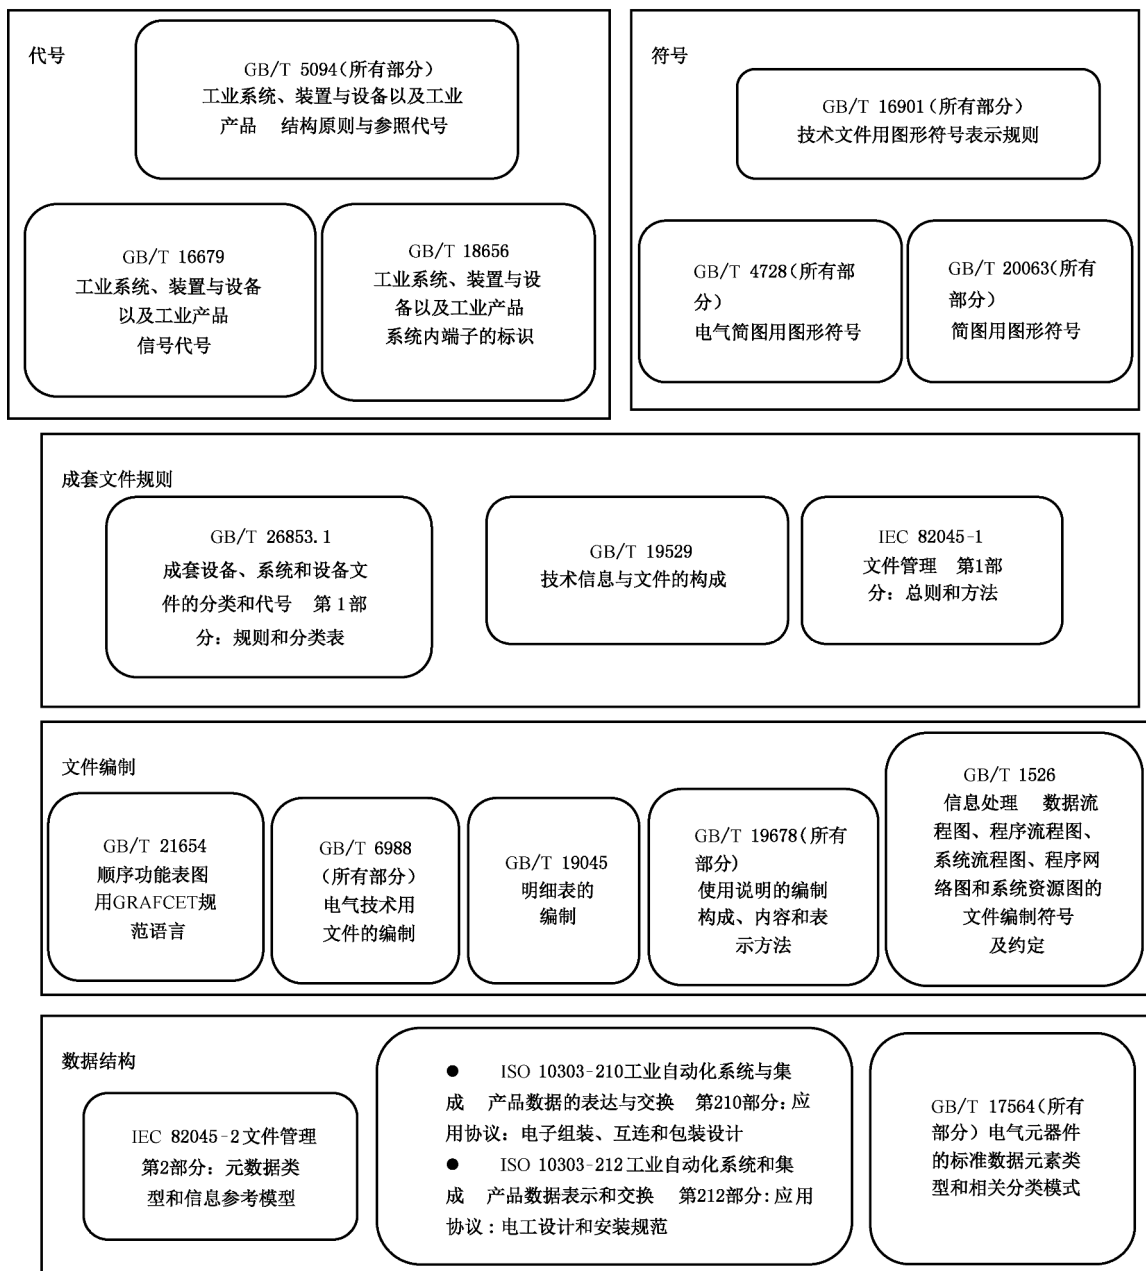 代号
GB/T 5094(所有部分)
工业系统、装置与设备以及工业
产品 结构原则与参照代号
GB/T 16679
工业系统、装置与设备
以及工业产品
信号代号
GB/T 18656
工业系统、装置与设
备以及工业产品
系统内端子的标识
符号
GB/T 16901(所有部分)
技术文件用图形符号表示规则
GB/T 4728(所有部
分)
电气简图用图形符号
GB/T 20063(所有
部分)
简图用图形符号
成套文件规则
GB/T 26853.1
成套设备、系统和设备文
件的分类和代号 第1部
分：规则和分类表
GB/T 19529
技术信息与文件的构成
IEC 82045-1
文件管理 第1部
分：总则和方法
文件编制
GB/T 21654
顺序功能表图
用GRAFCET规
范语言
GB/T 6988
(所有部分)
电气技术用
文件的编制
GB/T 19045
明细表的
编制
GB/T 19678(所有
部分)
使用说明的编制
构成、内容和表
示方法
GB/T 1526
信息处理 数据流
程图、程序流程图、
系统流程图、程序网
络图和系统资源图的
文件编制符号
及约定
数据结构
IEC 82045-2文件管理
第2部分：元数据类
型和信息参考模型
● ISO 10303-210工业自动化系统与集
成 产品数据的表达与交换 第210部分：应
用协议：电子组装、互连和包装设计
● ISO 10303-212工业自动化系统和集
成 产品数据表示和交换 第212部分：应用
协议：电工设计和安装规范
GB/T 17564(所有
部分)电气元器件
的标准数据元素类
型和相关分类模式